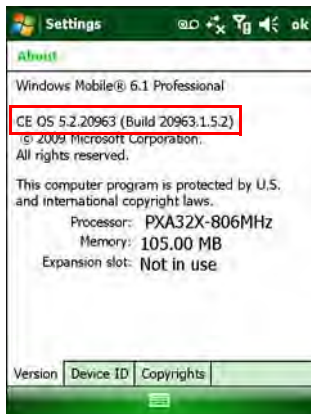 Settings
ok
About
Windows Mobile® 6.1 Professional
CE OS 5.2.20963 (Build 20963.1.5.2)
© 2009 Microsoft Corporation.
All rights reserved.
This computer program is protected by U.S.
and international copyright laws.
Processor: PXA32X-806MHz
Memory: 105.00 MB
Expansion slot: Not in use
Version Device ID Copyrights